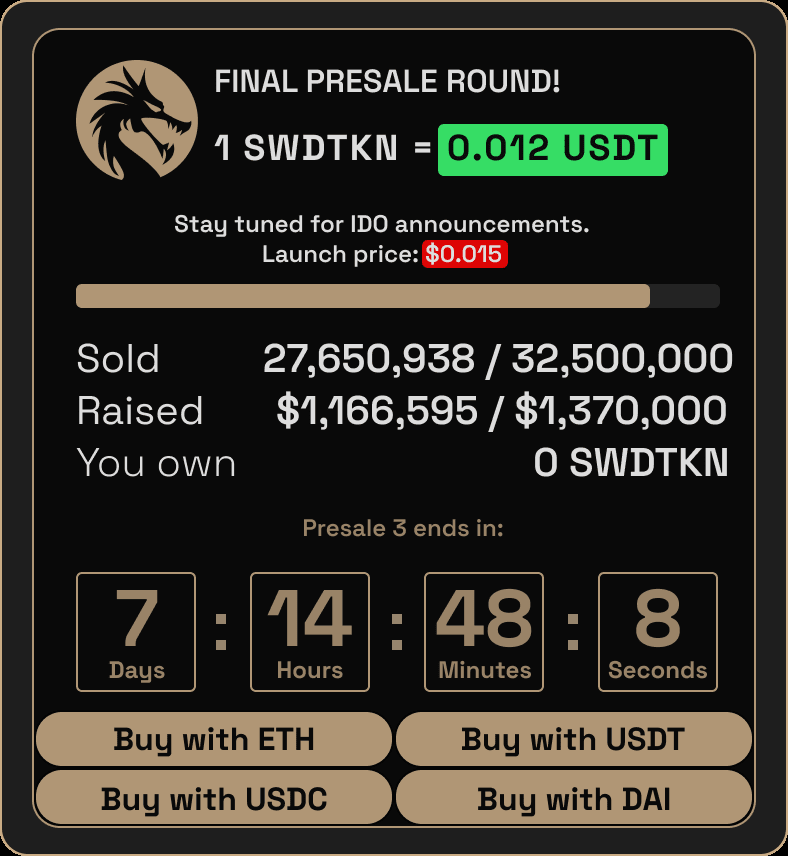 FINAL PRESALE ROUND!
1 SWDTKN = 0.012 USDT
Stay tuned for IDO announcements.
Launch price: $0.015
Sold 27,650,938 / 32,500,000
Raised $1,166,595 / $1,370,000
You own 0 SWDTKN
Presale 3 ends in:
7 : 14 : 48 : 8
Days Hours Minutes Seconds
Buy with ETH Buy with USDT
Buy with USDC Buy with DAI